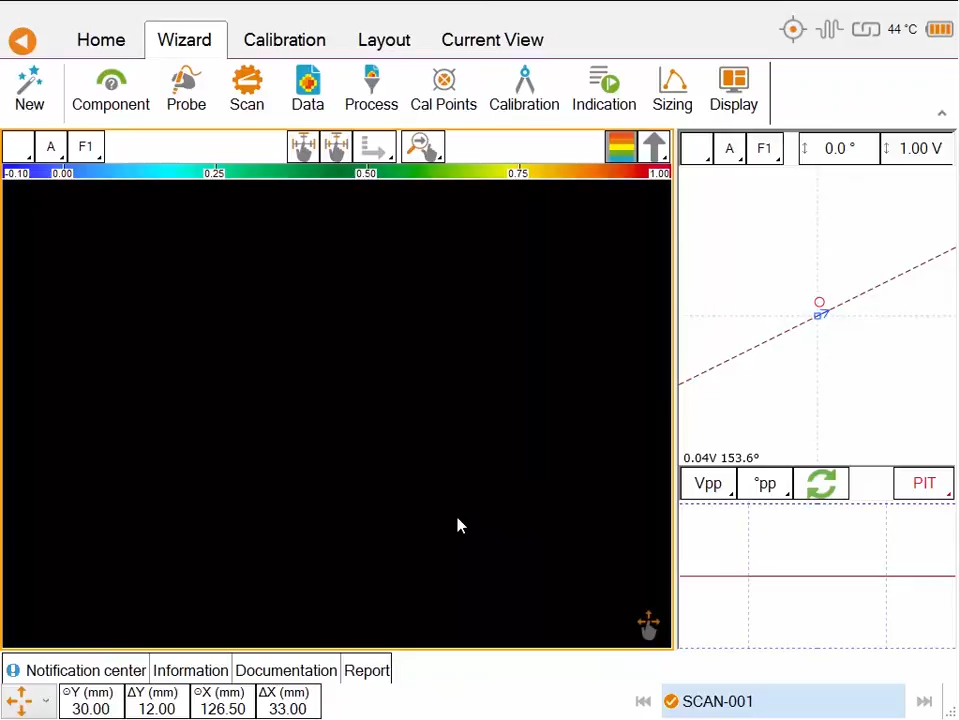 Home Wizard Calibration Layout Current View 44 °C
New Component Probe Scan Data Process Cal Points Calibration Indication Sizing Display
A F1 A F1 0.0 ° 1.00 V
-0.10 0.00 0.25 0.50 0.75 1.00
0.04V 153.6°
Vpp °pp PIT
Notification center Information Documentation Report
Y (mm) ΔY (mm) X (mm) ΔX (mm)
30.00 12.00 126.50 33.00
SCAN-001